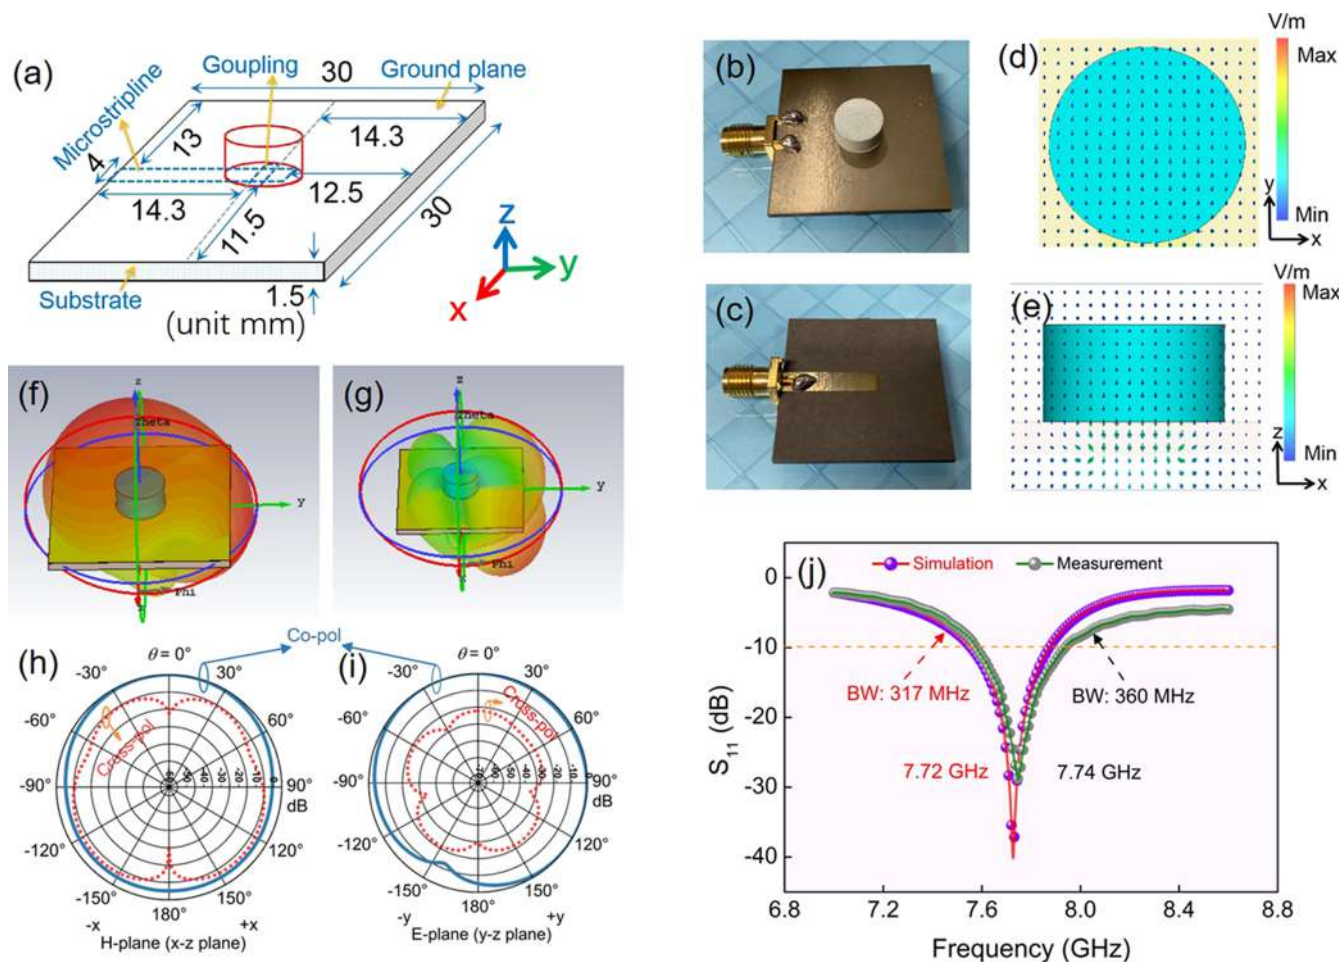 (a)
Goupling
30
Ground plane
Microstripline
13
4
14.3
12.5
14.3
11.5
30
1.5
Substrate
(unit mm)
z
y
x
(b)
(c)
(d)
V/m
Max
Min
y
x
(e)
V/m
Max
Min
z
x
(f)
z
Theta
y
Phi
(g)
Theta
y
Phi
Co-pol
(h)
θ = 0°
-30°
30°
-60°
60°
-90°
90°
dB
-120°
120°
-150°
150°
180°
-x
+x
Cross-pol
H-plane (x-z plane)
(i)
θ = 0°
-30°
30°
-60°
60°
-90°
90°
dB
-120°
120°
-150°
150°
180°
-y
+y
Cross-pol
E-plane (y-z plane)
(j)
Simulation
Measurement
BW: 317 MHz
BW: 360 MHz
7.72 GHz
7.74 GHz
0
-10
-20
-30
-40
S11 (dB)
6.8
7.2
7.6
8.0
8.4
8.8
Frequency (GHz)